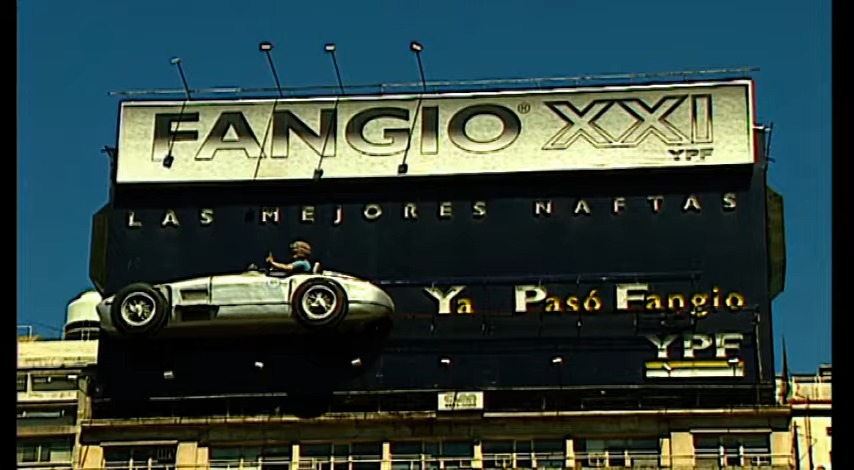 FANGIO® XXI
YPF
LAS MEJORES NAFTAS
Ya Pasó Fangio
YPF